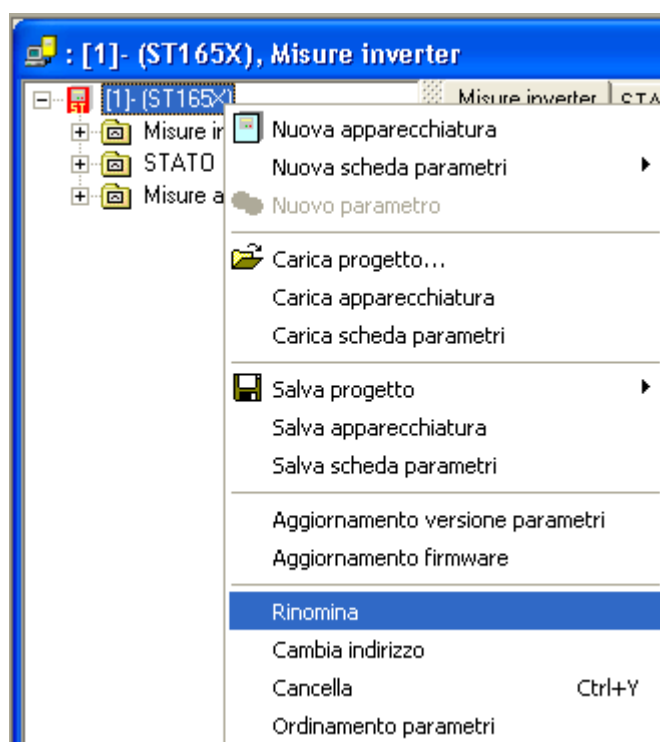 : [1]- (ST165X), Misure inverter
[1]- (ST165X)
Misure inverter
Misure
STATO
Misure
Nuova apparecchiatura
Nuova scheda parametri
Nuovo parametro
Carica progetto...
Carica apparecchiatura
Carica scheda parametri
Salva progetto
Salva apparecchiatura
Salva scheda parametri
Aggiornamento versione parametri
Aggiornamento firmware
Rinomina
Cambia indirizzo
Cancella Ctrl+Y
Ordinamento parametri